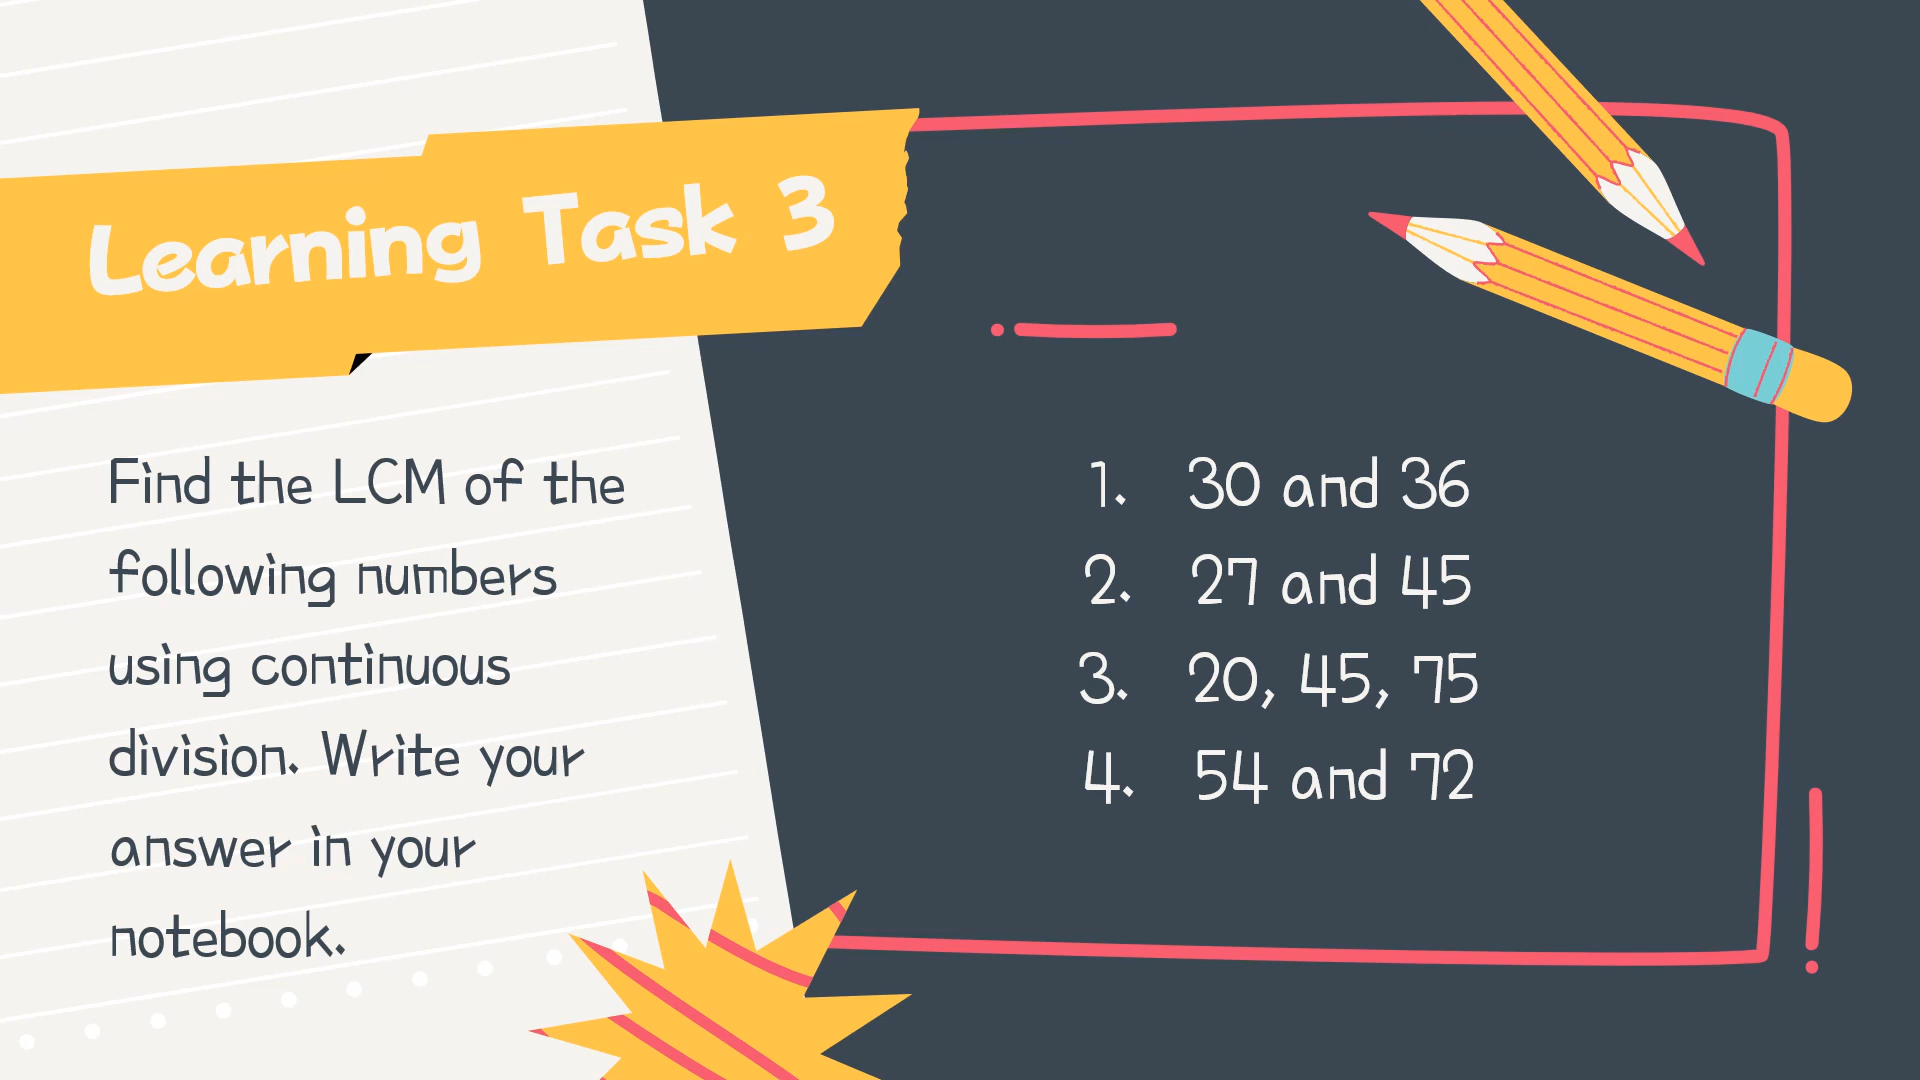 Learning Task 3
Find the LCM of the
following numbers
using continuous
division. Write your
answer in your
notebook.
1. 30 and 36
2. 27 and 45
3. 20, 45, 75
4. 54 and 72